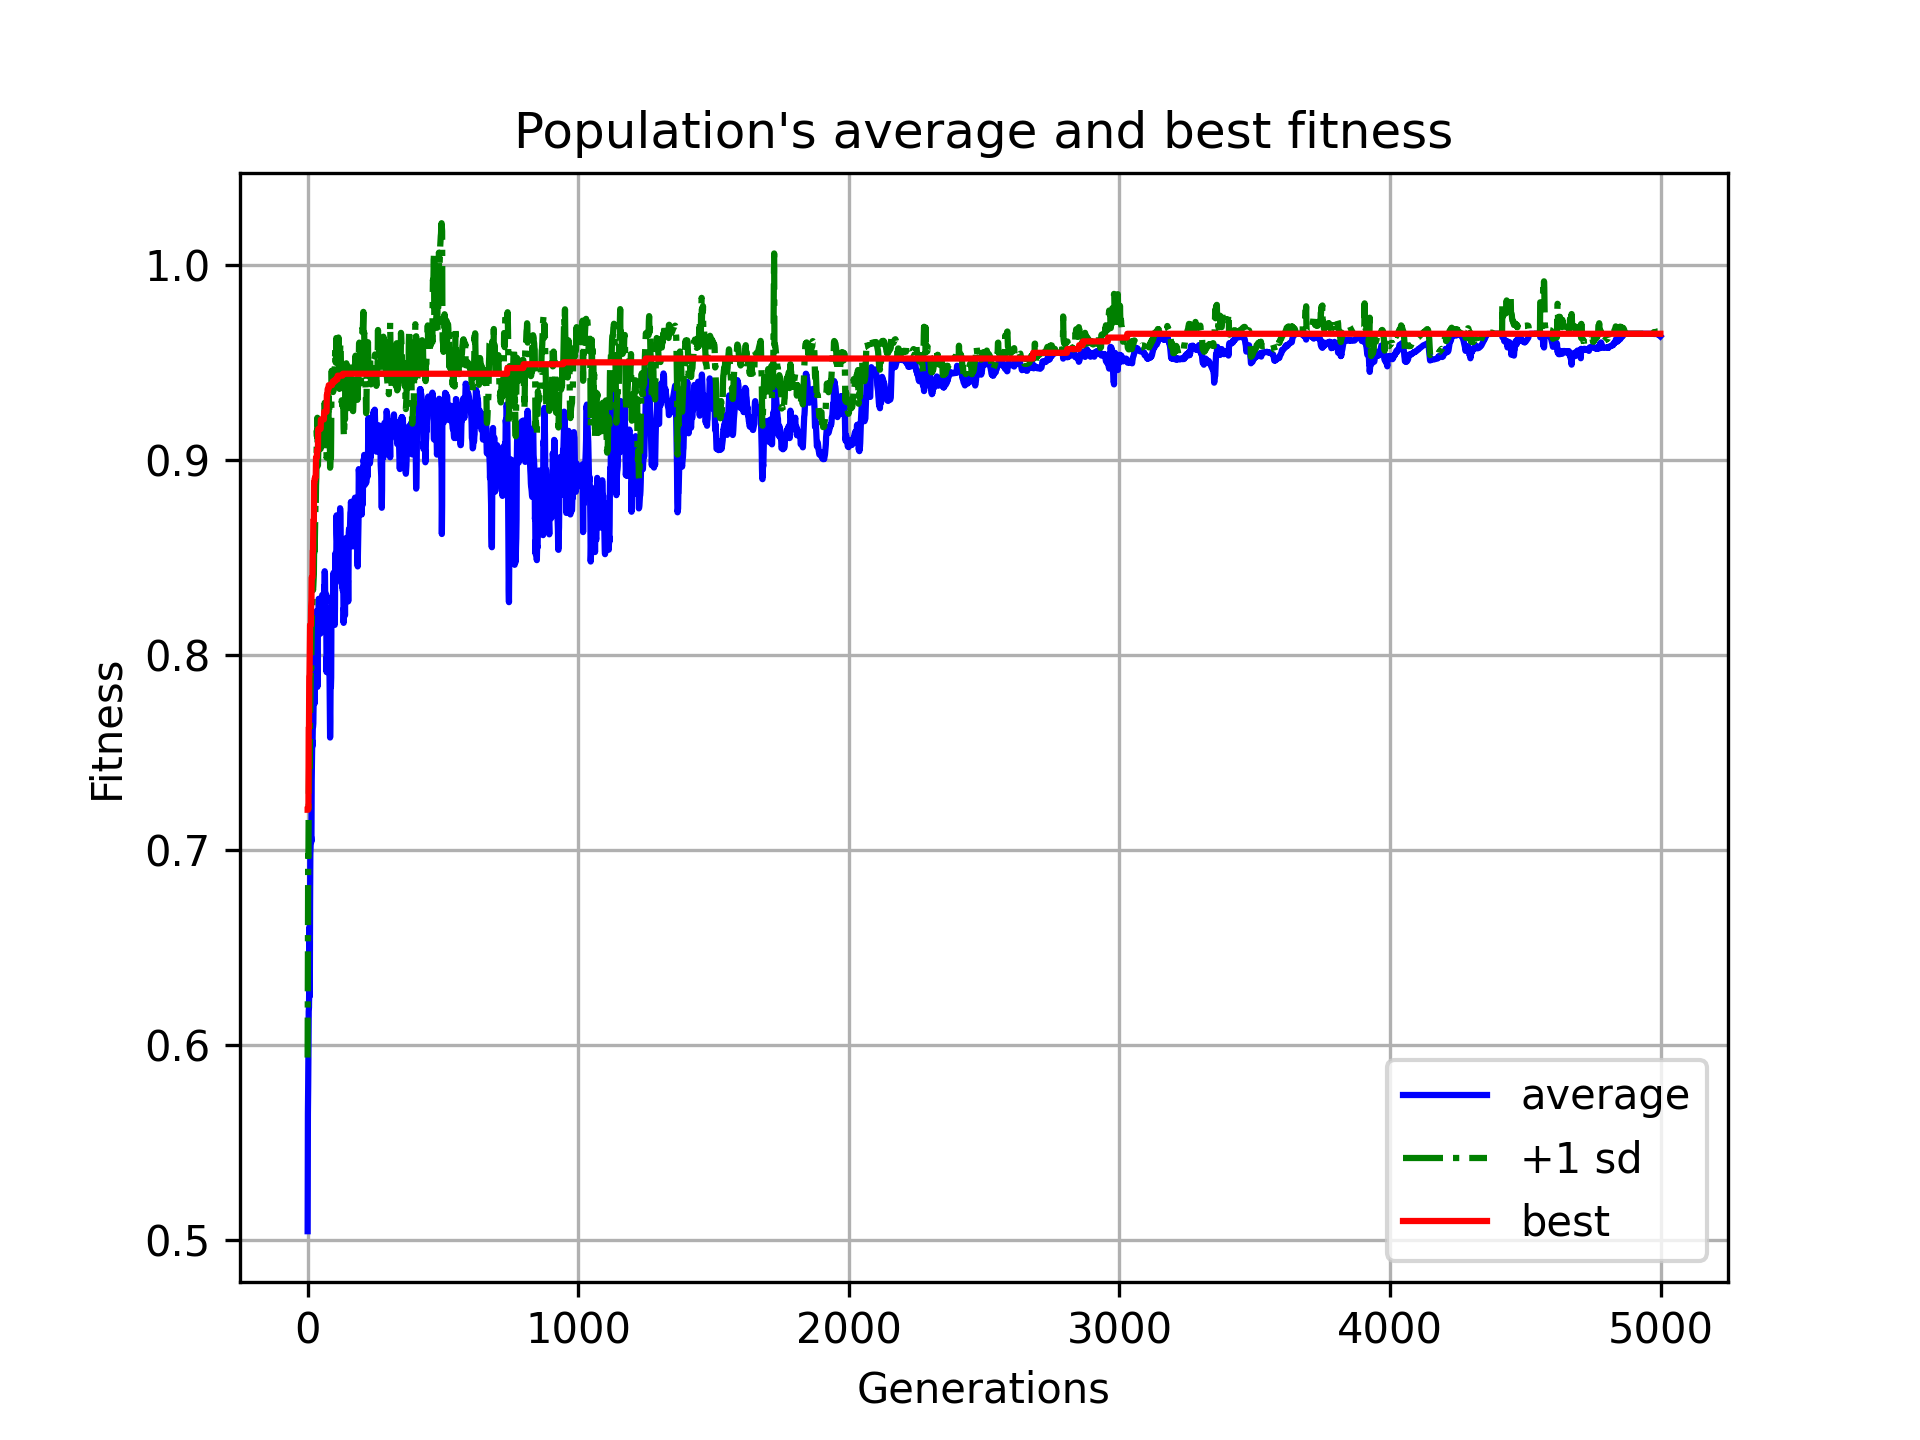 Population's average and best fitness
Fitness
1.0
0.9
0.8
0.7
0.6
0.5
average
+1 sd
best
0 1000 2000 3000 4000 5000
Generations